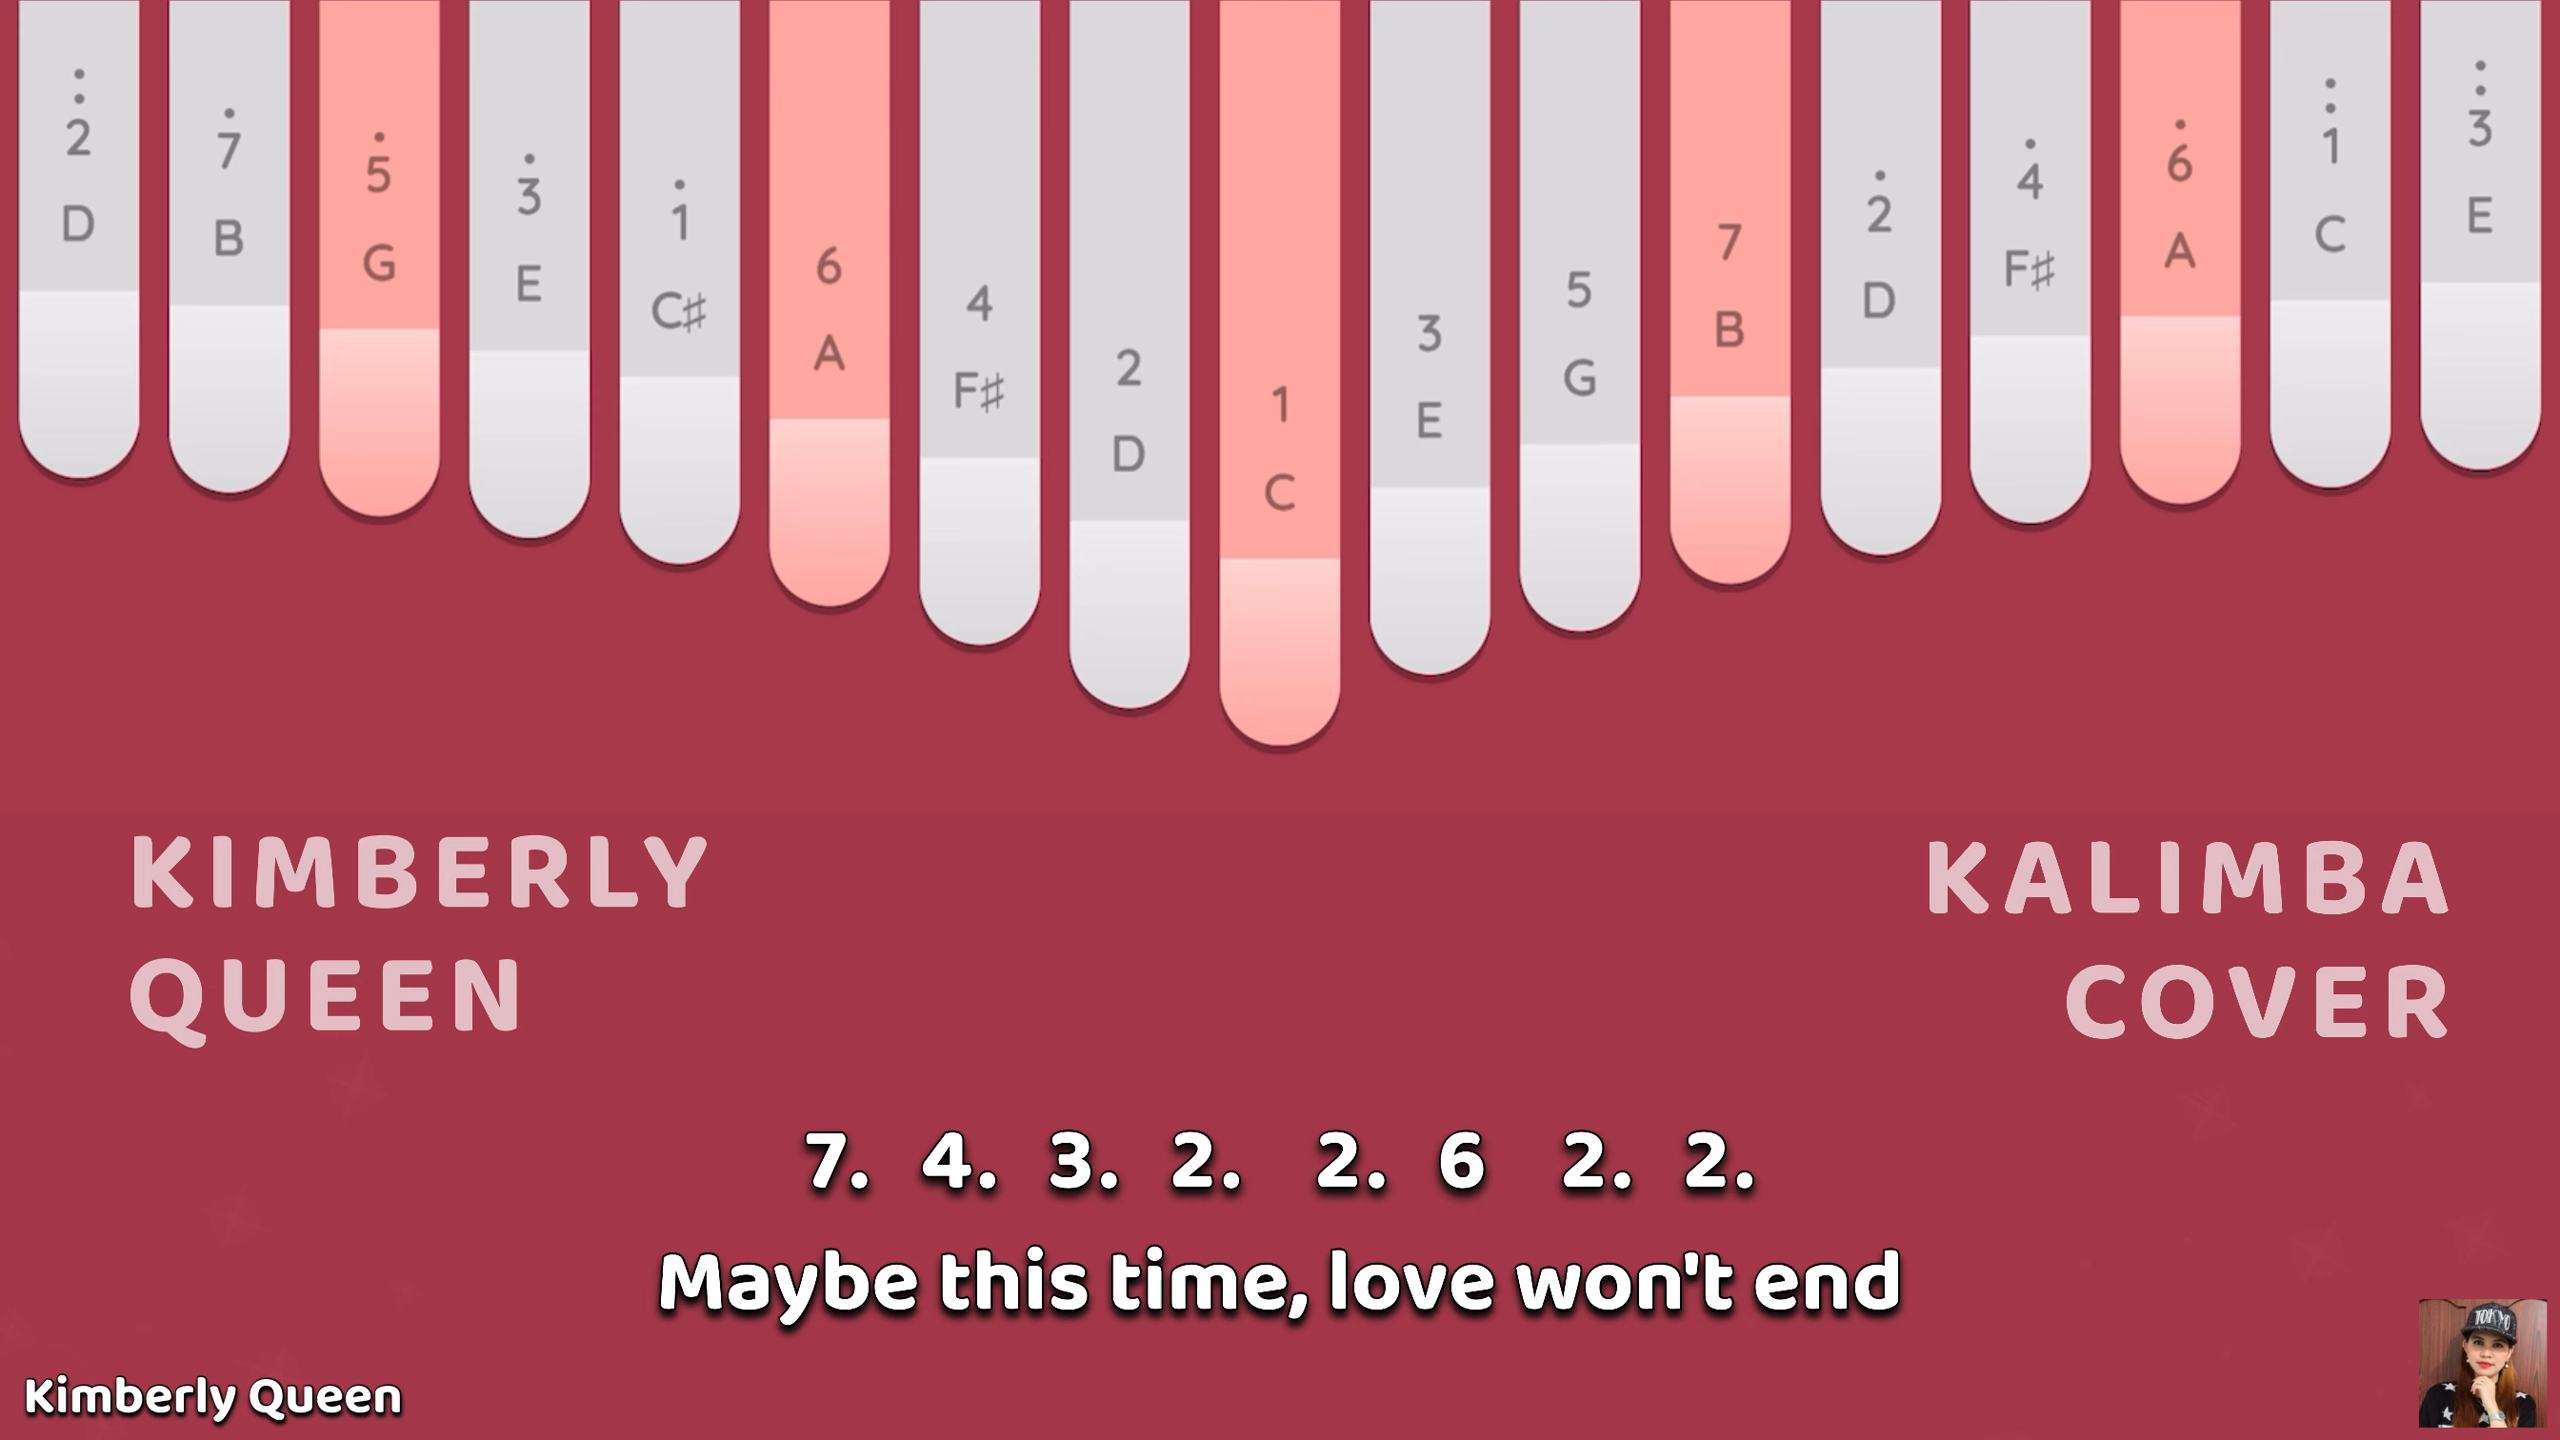 2 7 5 3 1 6 4 2 1 3 5 7 2 4 6 1 3
D B G E C♯ A F♯ D C E G B D F♯ A C E
KIMBERLY
QUEEN
KALIMBA
COVER
7. 4. 3. 2. 2. 6 2. 2.
Maybe this time, love won't end
Kimberly Queen
TOKYO